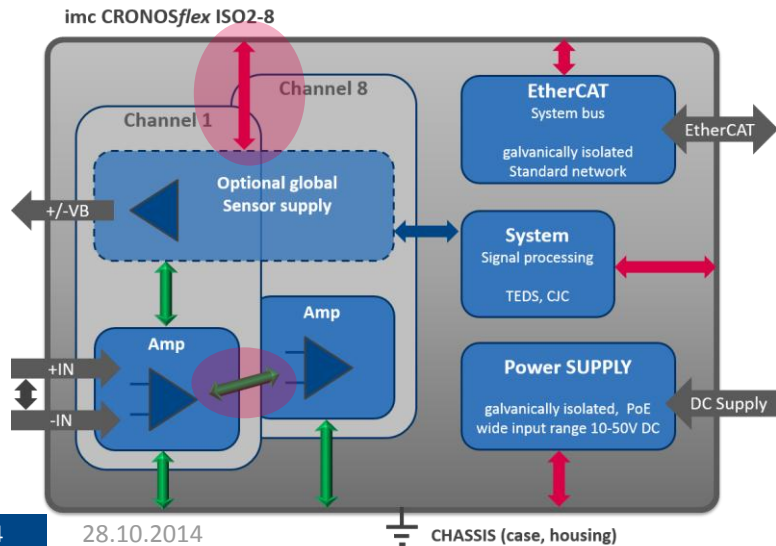 imc CRONOSflex ISO2-8
Channel 8
Channel 1
EtherCAT
System bus
galvanically isolated
Standard network
EtherCAT
Optional global
Sensor supply
+/-VB
System
Signal processing
TEDS, CJC
Amp
Amp
+IN
-IN
Power SUPPLY
galvanically isolated, PoE
wide input range 10-50V DC
DC Supply
4
28.10.2014
CHASSIS (case, housing)